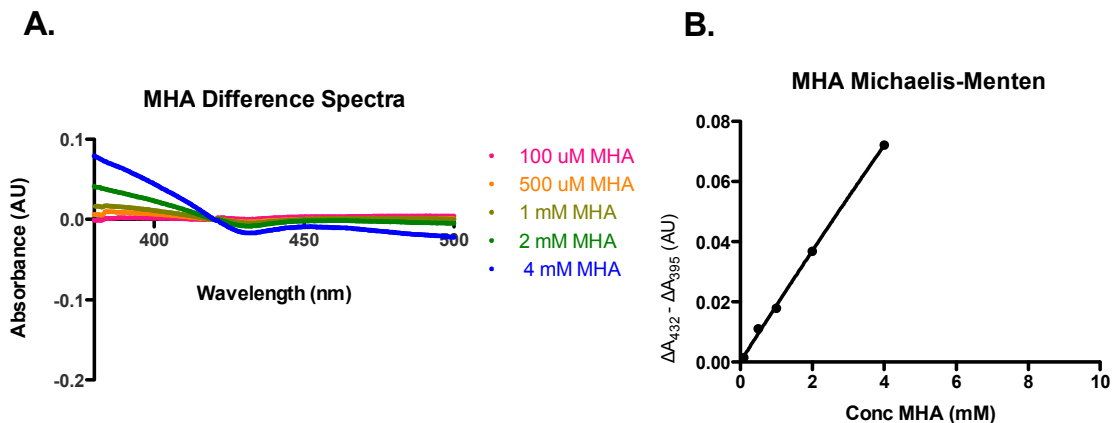 A.
MHA Difference Spectra
0.1
0.0
-0.1
-0.2
400
450
500
Absorbance (AU)
Wavelength (nm)
100 uM MHA
500 uM MHA
1 mM MHA
2 mM MHA
4 mM MHA
B.
MHA Michaelis-Menten
0.08
0.06
0.04
0.02
0.00
0
2
4
6
8
10
ΔA432 - ΔA395 (AU)
Conc MHA (mM)